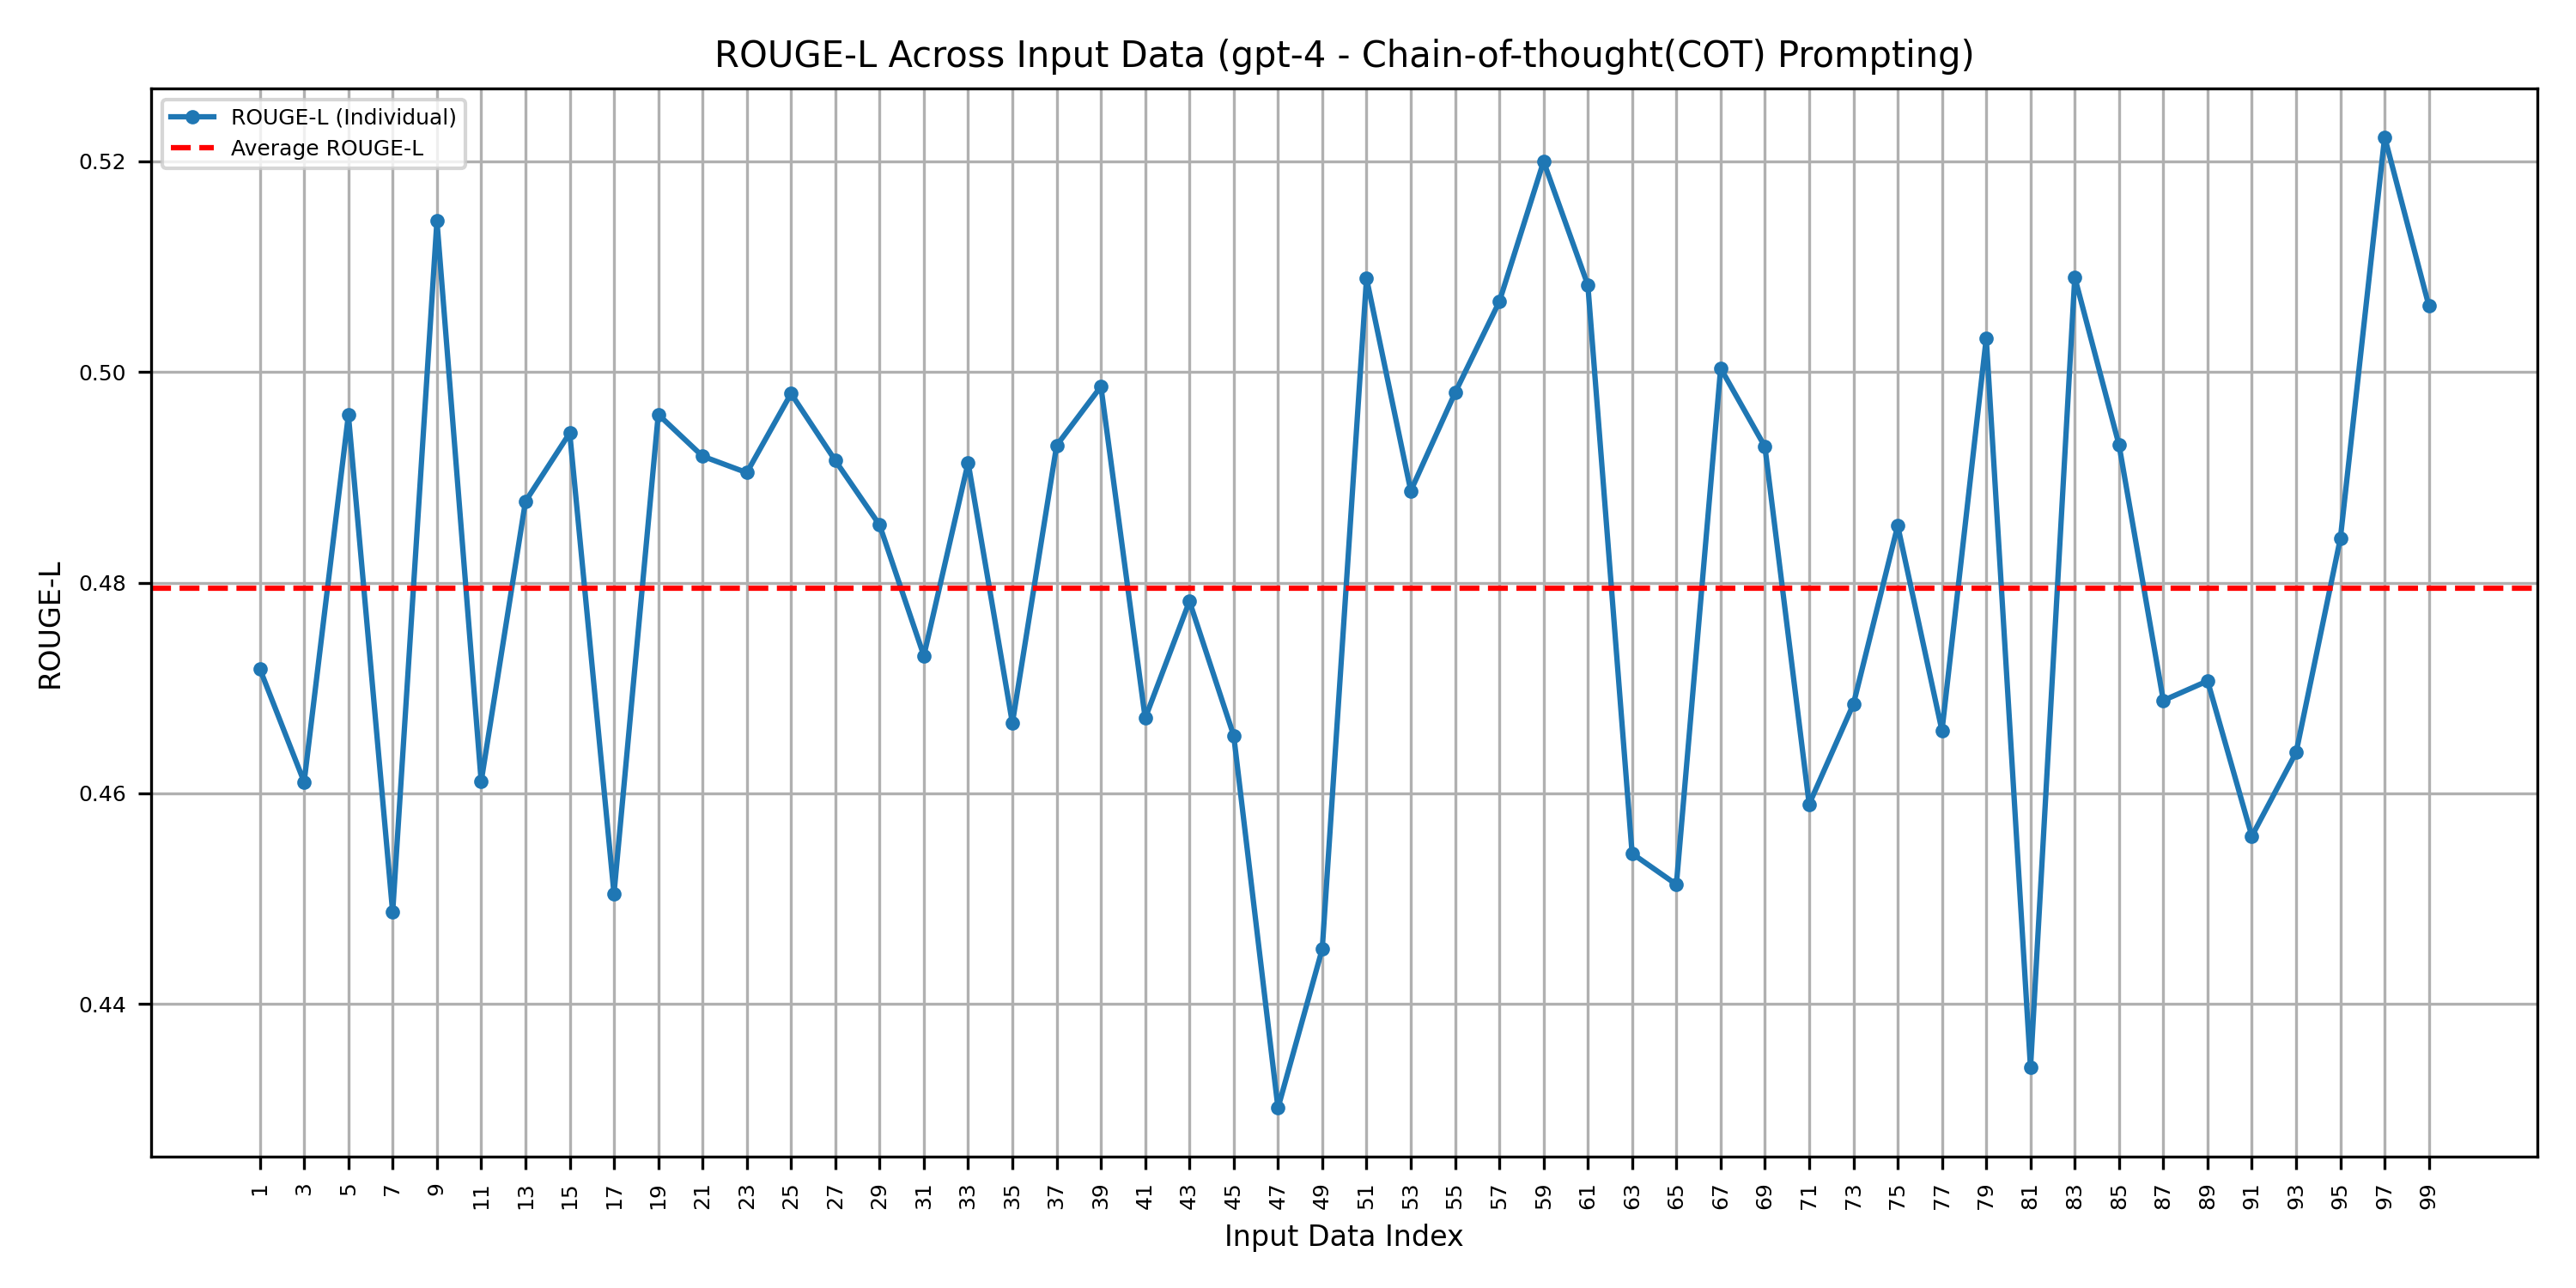 ROUGE-L Across Input Data (gpt-4 - Chain-of-thought(COT) Prompting)
ROUGE-L (Individual)
Average ROUGE-L
0.52
0.50
0.48
0.46
0.44
ROUGE-L
1 3 5 7 9 11 13 15 17 19 21 23 25 27 29 31 33 35 37 39 41 43 45 47 49 51 53 55 57 59 61 63 65 67 69 71 73 75 77 79 81 83 85 87 89 91 93 95 97 99
Input Data Index